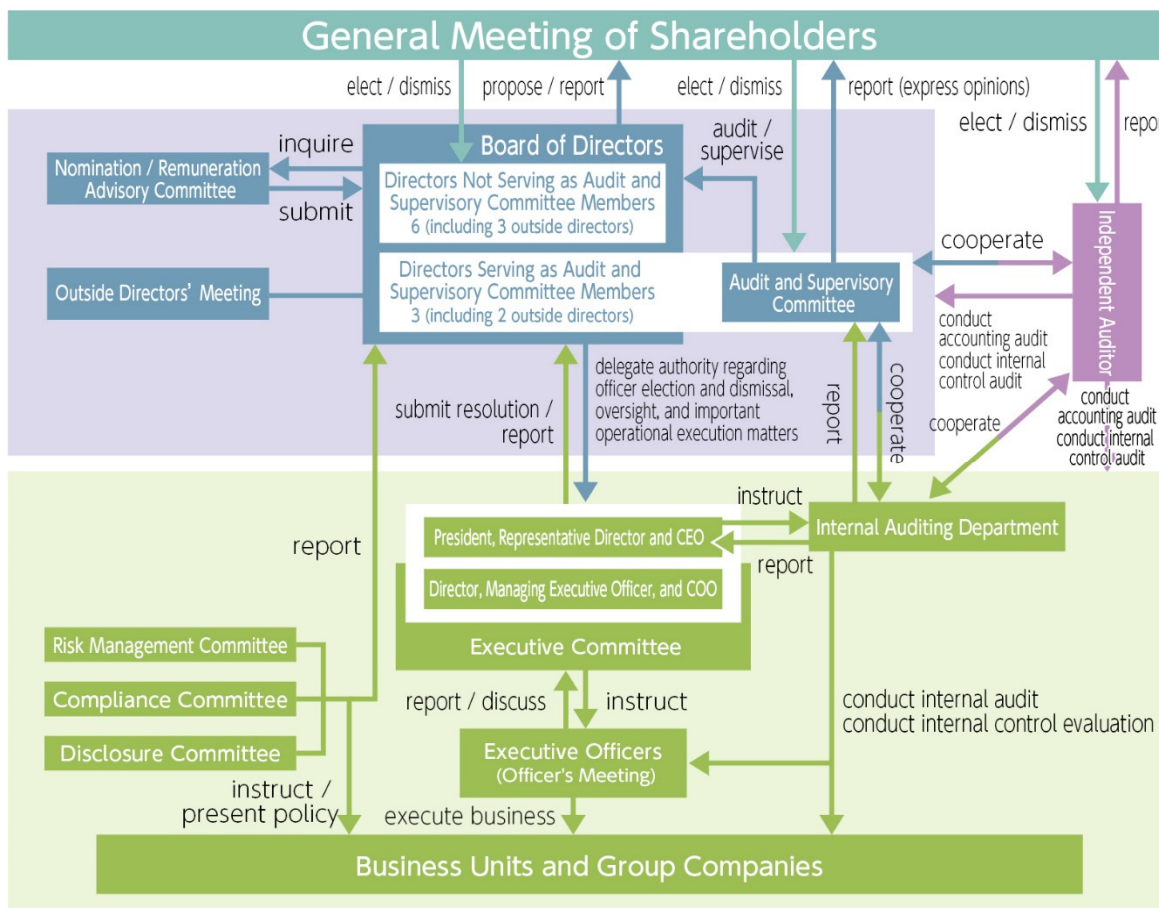 General Meeting of Shareholders
elect / dismiss
propose / report
elect / dismiss
report (express opinions)
elect / dismiss
repor
inquire
Nomination / Remuneration
Advisory Committee
submit
Board of Directors
Directors Not Serving as Audit and
Supervisory Committee Members
6 (including 3 outside directors)
audit /
supervise
Outside Directors' Meeting
Directors Serving as Audit and
Supervisory Committee Members
3 (including 2 outside directors)
Audit and Supervisory
Committee
cooperate
Independent Auditor
conduct
accounting audit
conduct internal
control audit
cooperate
conduct
accounting audit
conduct internal
control audit
submit resolution /
report
delegate authority regarding
officer election and dismissal,
oversight, and important
operational execution matters
report
cooperate
report
instruct
President, Representative Director and CEO
report
Internal Auditing Department
Director, Managing Executive Officer, and COO
Executive Committee
Risk Management Committee
Compliance Committee
Disclosure Committee
report / discuss
instruct
conduct internal audit
conduct internal control evaluation
Executive Officers
(Officer's Meeting)
instruct /
present policy
execute business
Business Units and Group Companies